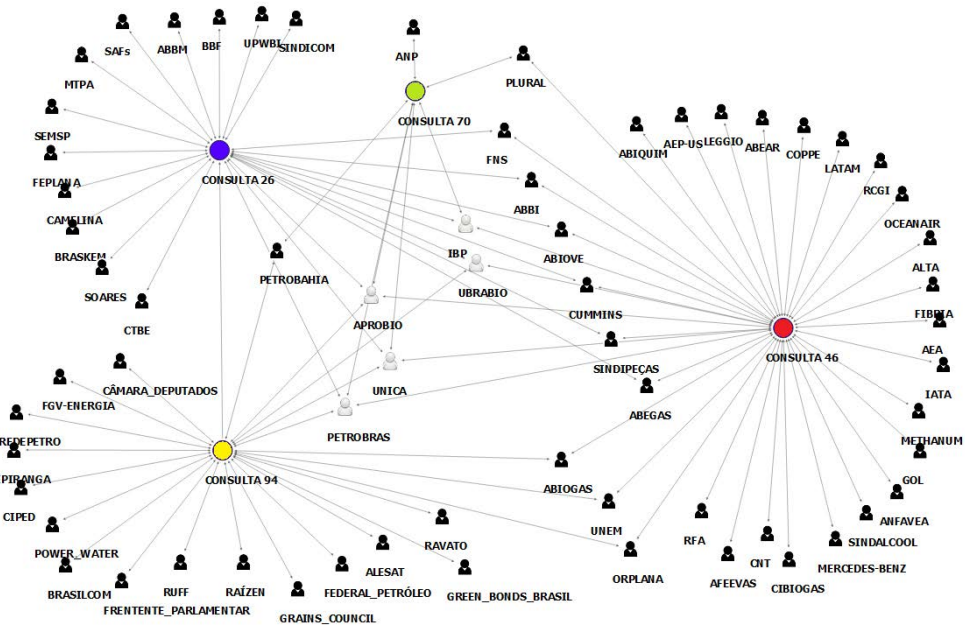 SAFs
ABBM
BBF
UPWBI
SINDICOM
ANP
PLURAL
MTPA
CONSULTA 70
SEMSP
CONSULTA 26
FNS
ABIQUIM
AEP-US
LEGGIO
ABEAR
COPPE
LATAM
RCGI
FEPLANA
CAMELINA
ABBI
OCEANAIR
BRASKEM
IBP
ABIOVE
ALTA
SOARES
PETROBAHIA
UBRABIO
CUMMINS
FIBRIA
CTBE
APROBIO
CONSULTA 46
AEA
SINDIPEÇAS
CÂMARA_DEPUTADOS
UNICA
IATA
FGV-ENERGIA
ABEGAS
REDEPETRO
PETROBRAS
METHANUM
IPIRANGA
CONSULTA 94
ABIOGAS
GOL
CIPED
UNEM
ANFAVEA
POWER_WATER
RAVATO
RFA
SINDALCOOL
BRASILCOM
RUFF
RAÍZEN
ALESAT
ORPLANA
AFEEVAS
CNT
MERCEDES-BENZ
FRENTENTE_PARLAMENTAR
FEDERAL_PETRÓLEO
GREEN_BONDS_BRASIL
CIBIOGAS
GRAINS_COUNCIL